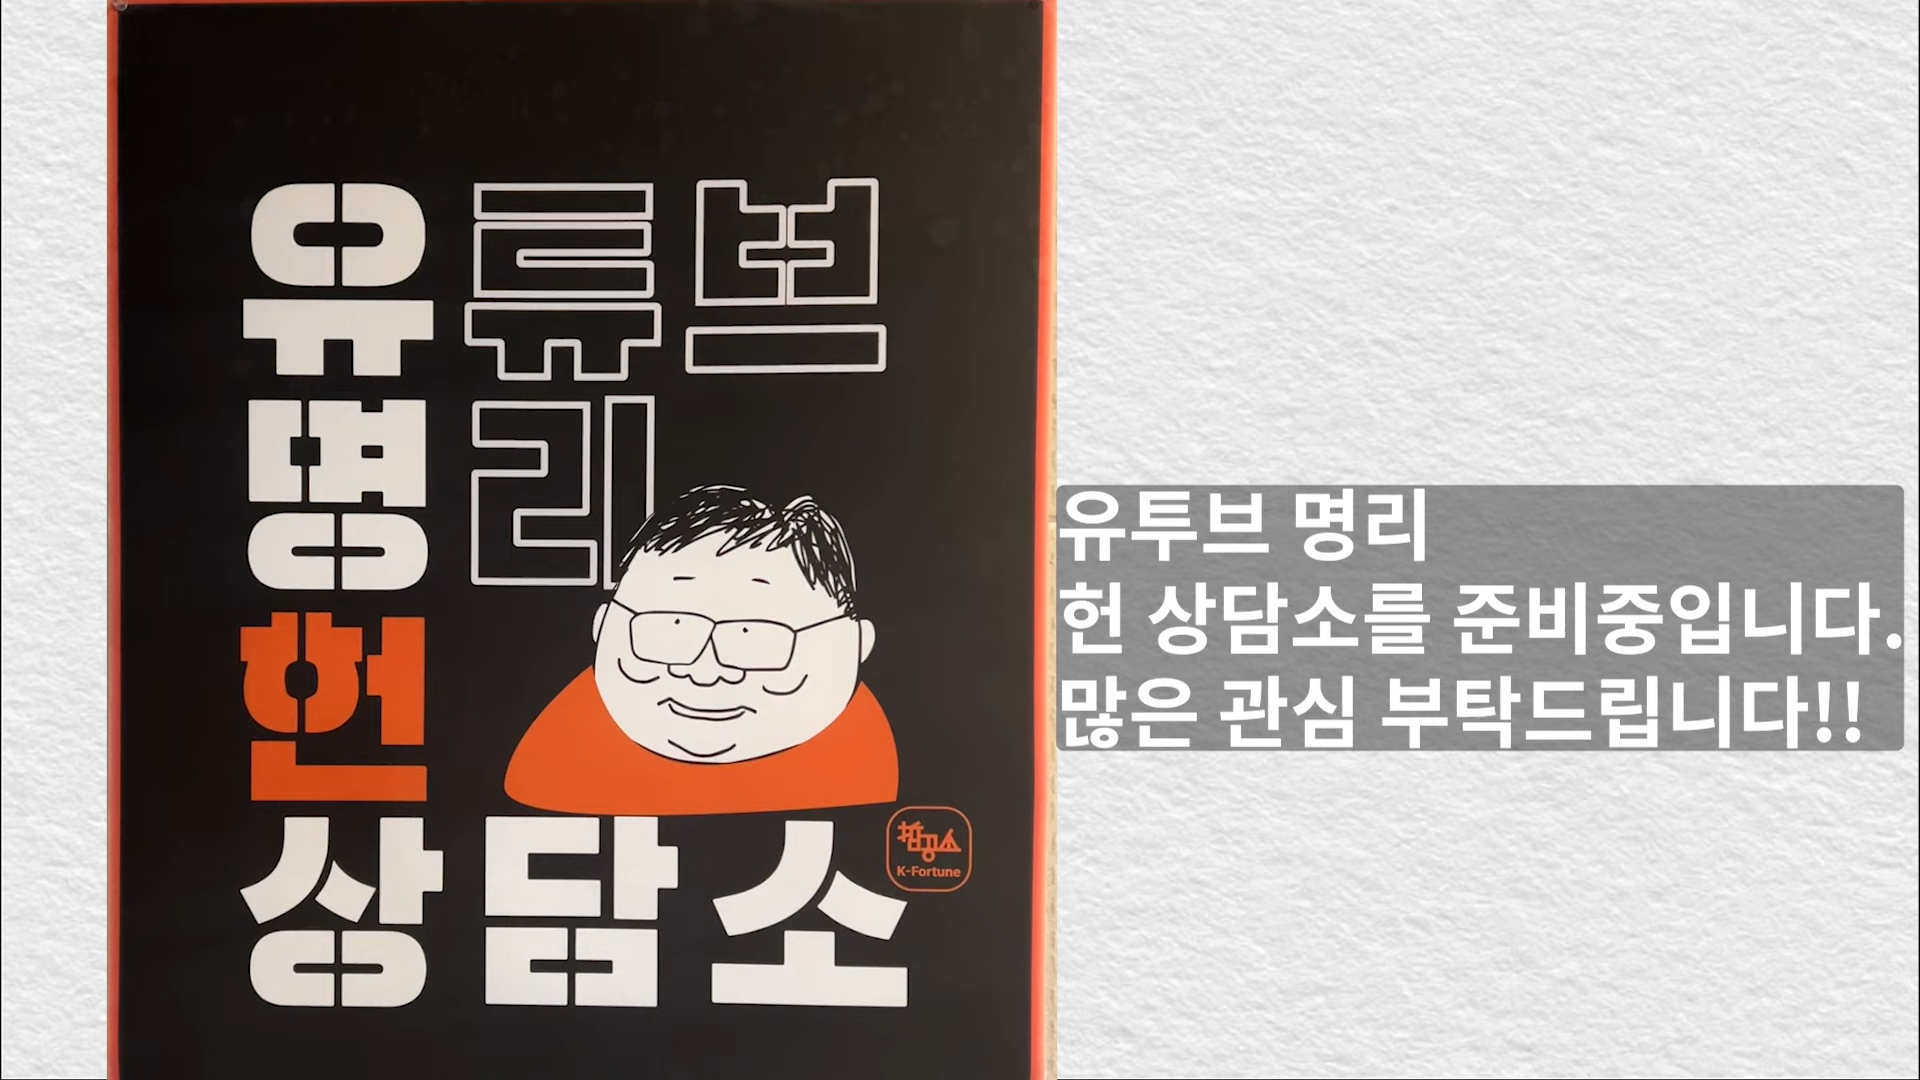 유튜브
명리
헌
상담소
K-Fortune
유투브 명리
헌 상담소를 준비중입니다.
많은 관심 부탁드립니다!!